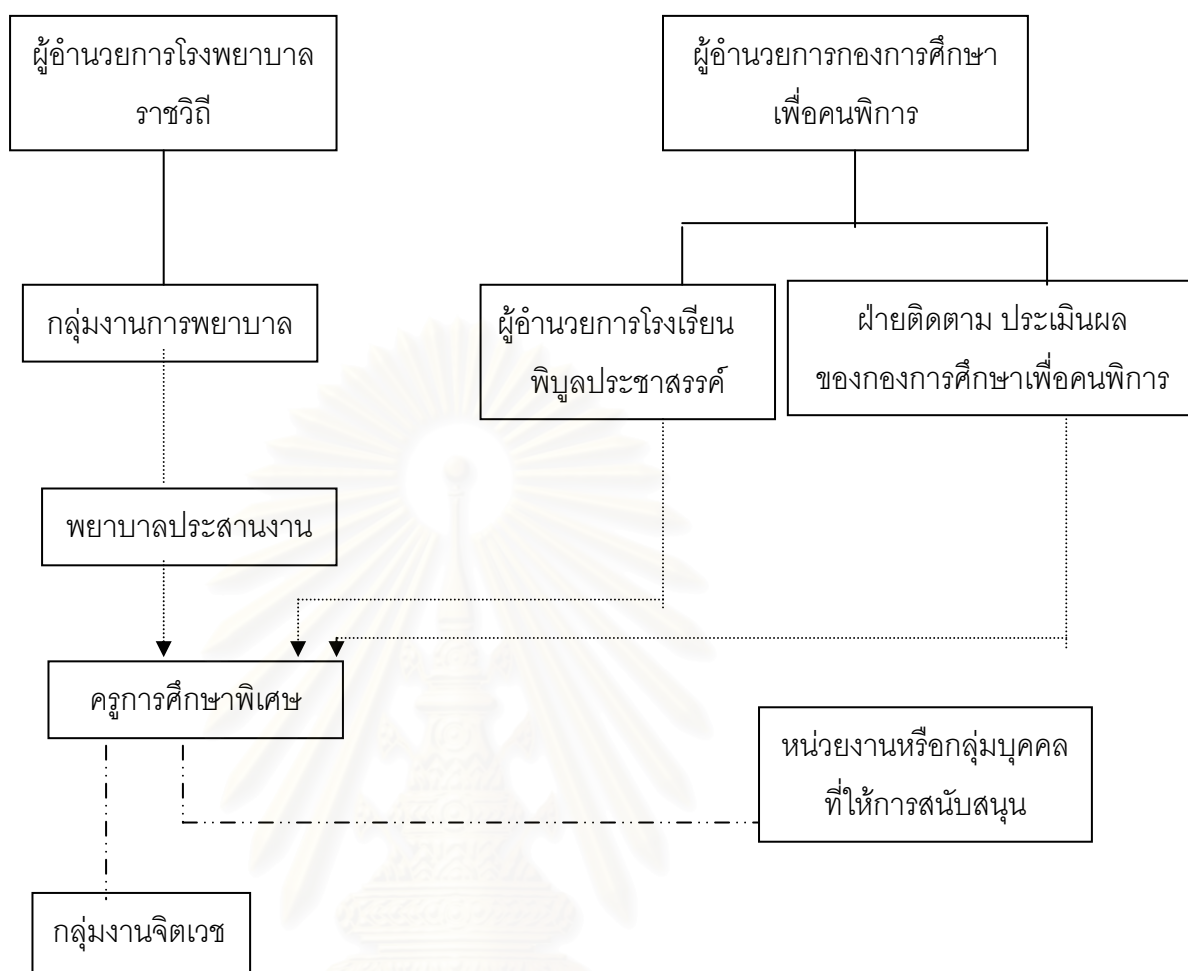 ผู้อำนวยการโรงพยาบาล
ราชวิถี
ผู้อำนวยการกองการศึกษา
เพื่อคนพิการ
กลุ่มงานการพยาบาล
ผู้อำนวยการโรงเรียน
พิบูลประชาสรรค์
ฝ่ายติดตาม ประเมินผล
ของกองการศึกษาเพื่อคนพิการ
พยาบาลประสานงาน
ครูการศึกษาพิเศษ
หน่วยงานหรือกลุ่มบุคคล
ที่ให้การสนับสนุน
กลุ่มงานจิตเวช